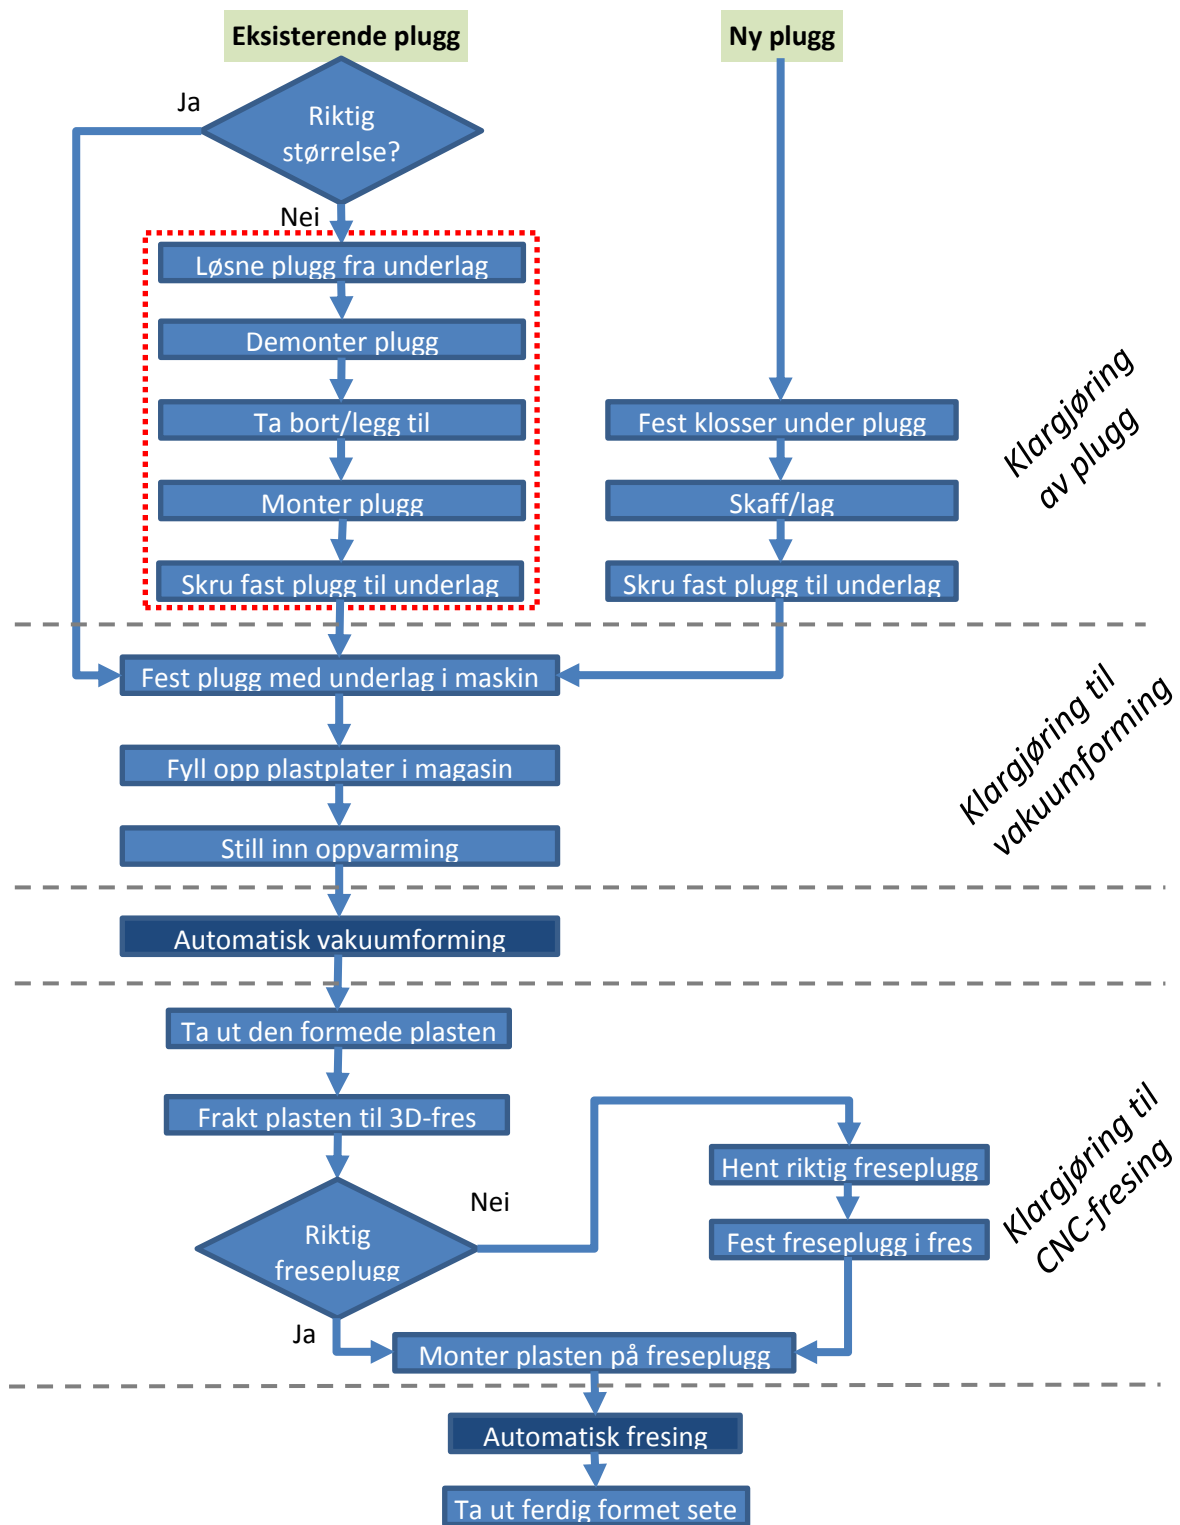 Eksisterende plugg
Ny plugg
Ja
Riktig
størrelse?
Nei
Løsne plugg fra underlag
Demonter plugg
Ta bort/legg til
Monter plugg
Skru fast plugg til underlag
Fest klosser under plugg
Skaff/lag
Skru fast plugg til underlag
Klargjøring
av plugg
Fest plugg med underlag i maskin
Fyll opp plastplater i magasin
Still inn oppvarming
Klargjøring til
vakuumforming
Automatisk vakuumforming
Ta ut den formede plasten
Frakt plasten til 3D-fres
Riktig
freseplugg
Nei
Ja
Hent riktig freseplugg
Fest freseplugg i fres
Monter plasten på freseplugg
Klargjøring til
CNC-fresing
Automatisk fresing
Ta ut ferdig formet sete